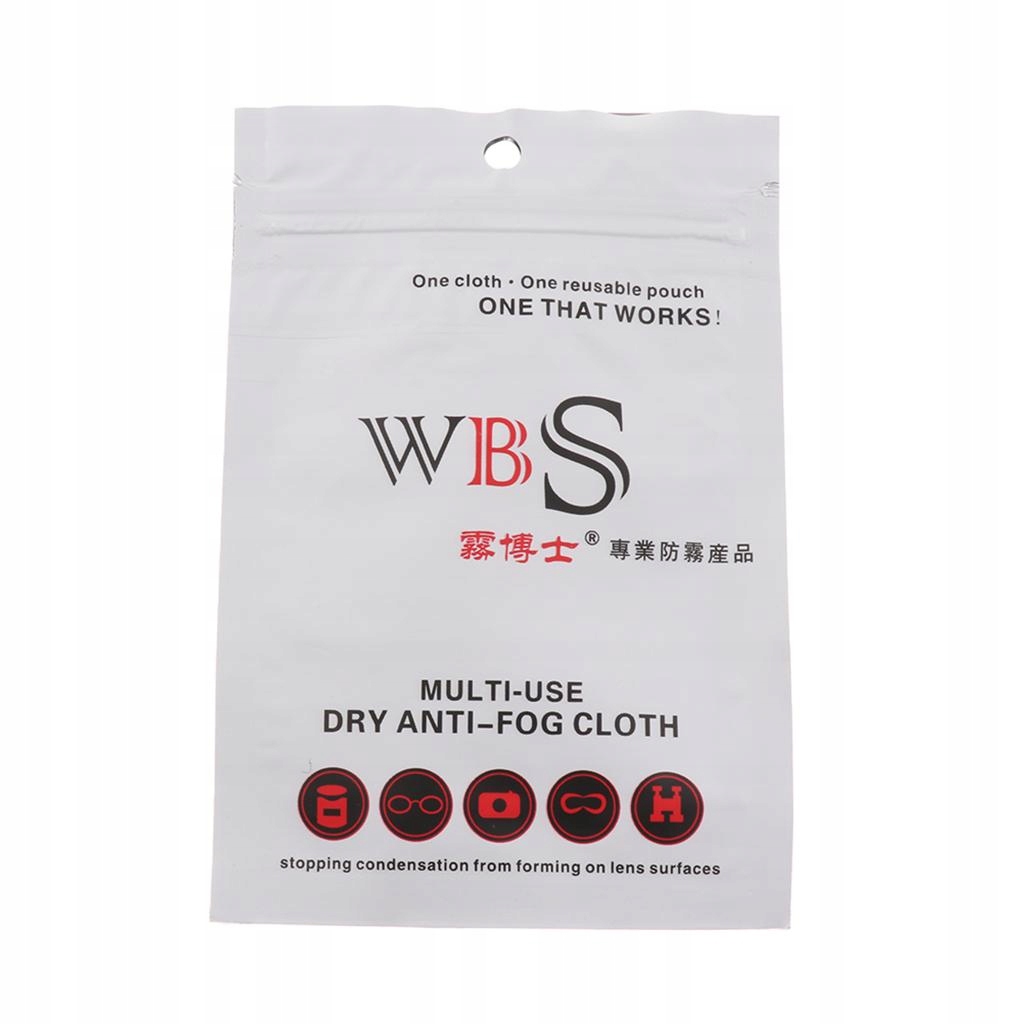 One cloth · One reusable pouch
ONE THAT WORKS!
WBS
霧博士® 專業防霧産品
MULTI-USE
DRY ANTI–FOG CLOTH
stopping condensation from forming on lens surfaces